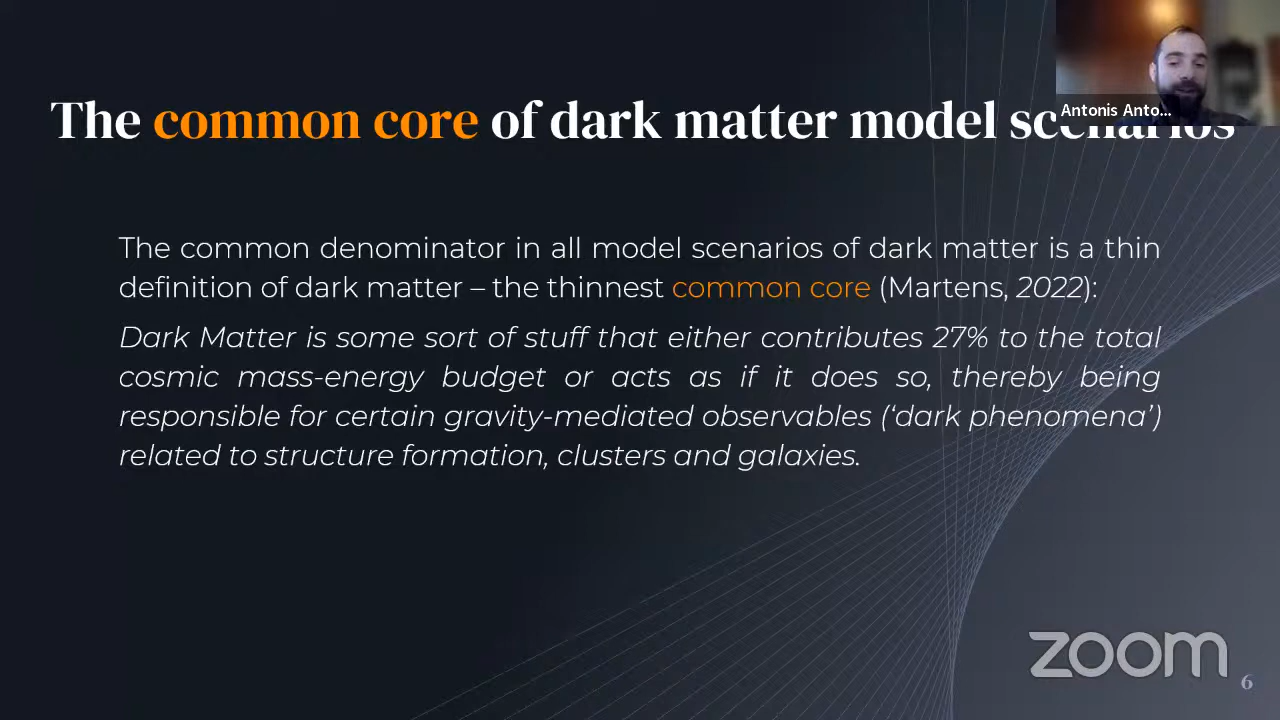 The common core of dark matter model scenarios
Antonis Anto...
The common denominator in all model scenarios of dark matter is a thin
definition of dark matter – the thinnest common core (Martens, 2022):
Dark Matter is some sort of stuff that either contributes 27% to the total
cosmic mass-energy budget or acts as if it does so, thereby being
responsible for certain gravity-mediated observables (‘dark phenomena’)
related to structure formation, clusters and galaxies.
zoom
6